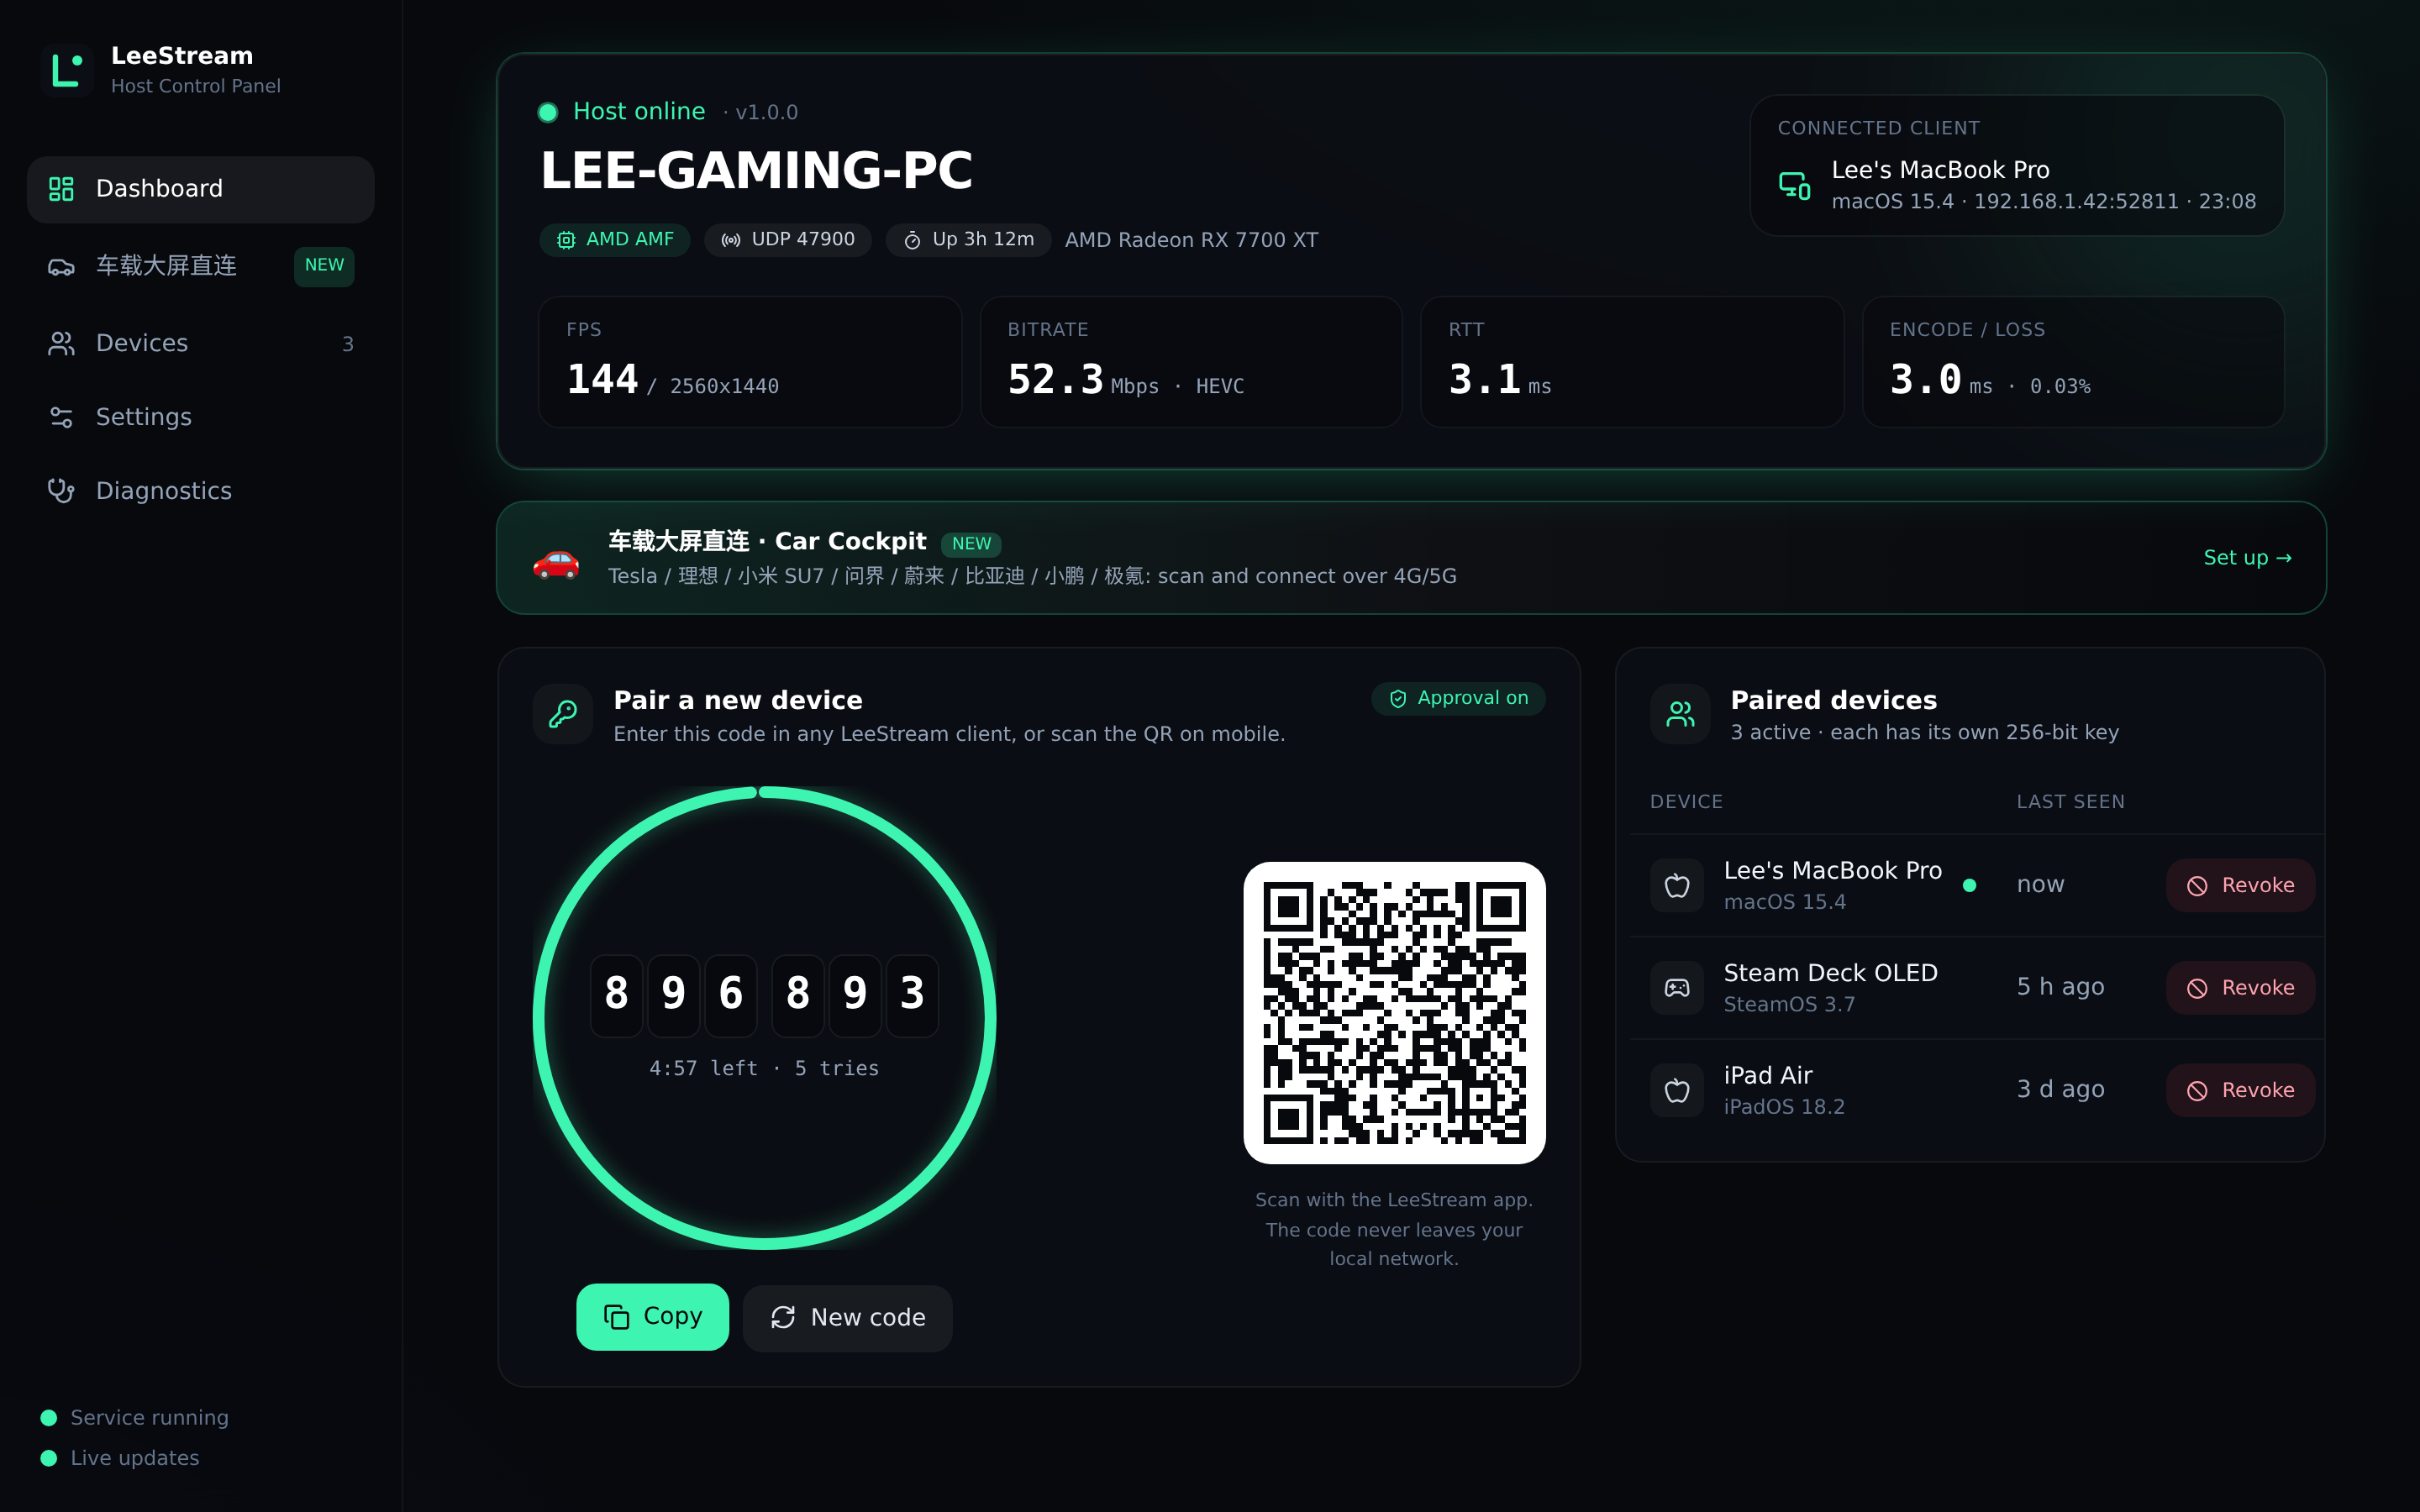 LeeStream
Host Control Panel
Dashboard
车载大屏直连 NEW
Devices 3
Settings
Diagnostics
Service running
Live updates
Host online · v1.0.0
LEE-GAMING-PC
AMD AMF UDP 47900 Up 3h 12m AMD Radeon RX 7700 XT
CONNECTED CLIENT
Lee's MacBook Pro
macOS 15.4 · 192.168.1.42:52811 · 23:08
FPS
144 / 2560x1440
BITRATE
52.3 Mbps · HEVC
RTT
3.1 ms
ENCODE / LOSS
3.0 ms · 0.03%
车载大屏直连 · Car Cockpit NEW
Tesla / 理想 / 小米 SU7 / 问界 / 蔚来 / 比亚迪 / 小鹏 / 极氪: scan and connect over 4G/5G
Set up →
Pair a new device
Enter this code in any LeeStream client, or scan the QR on mobile.
Approval on
896 893
4:57 left · 5 tries
Copy
New code
Scan with the LeeStream app.
The code never leaves your
local network.
Paired devices
3 active · each has its own 256-bit key
DEVICE LAST SEEN
Lee's MacBook Pro now Revoke
macOS 15.4
Steam Deck OLED 5 h ago Revoke
SteamOS 3.7
iPad Air 3 d ago Revoke
iPadOS 18.2